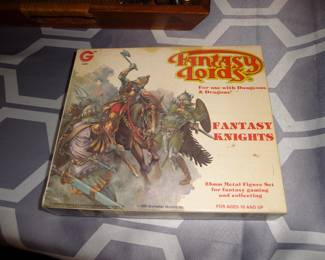 G
Fantasy
Lords
For use with Dungeons
& Dragons
FANTASY
KNIGHTS
25mm Metal Figure Set
for fantasy gaming
and collecting
FOR AGES 10 AND UP